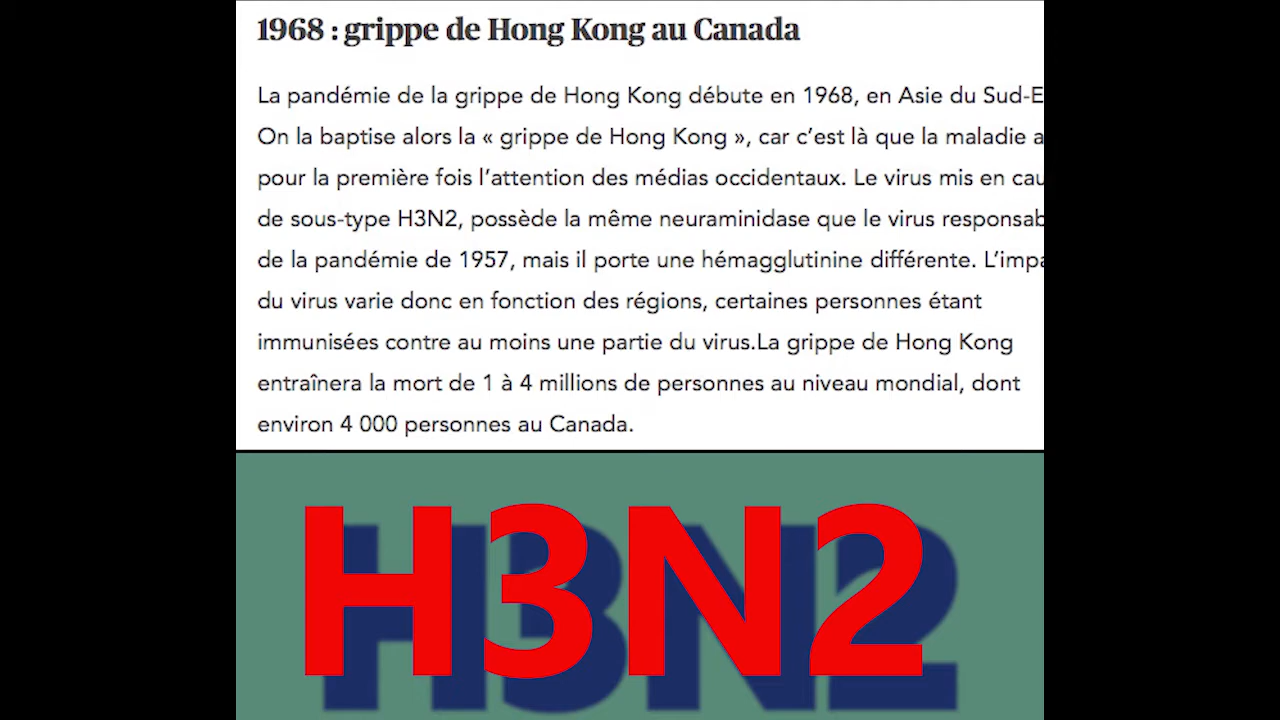 1968 : grippe de Hong Kong au Canada
La pandémie de la grippe de Hong Kong débute en 1968, en Asie du
On la baptise alors la « grippe de Hong Kong », car c’est là que la maladie
pour la première fois l’attention des médias occidentaux. Le virus mis en
de sous-type H3N2, possède la même neuraminidase que le virus
de la pandémie de 1957, mais il porte une hémagglutinine différente.
du virus varie donc en fonction des régions, certaines personnes étant
immunisées contre au moins une partie du virus.La grippe de Hong Kong
entraînera la mort de 1 à 4 millions de personnes au niveau mondial, dont
environ 4 000 personnes au Canada.
H3N2